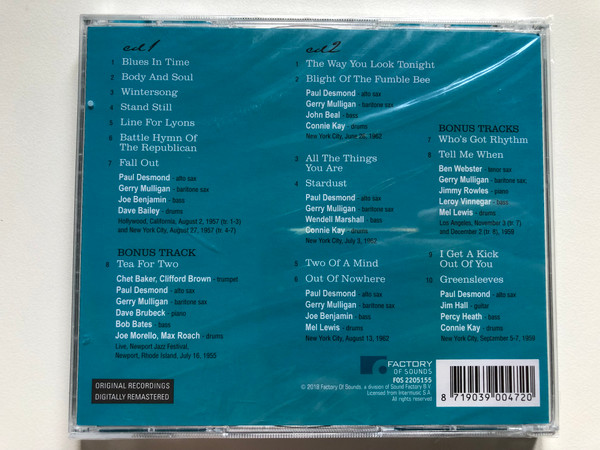 cd1
1 Blues In Time
2 Body And Soul
3 Wintersong
4 Stand Still
5 Line For Lyons
6 Battle Hymn Of
The Republican
7 Fall Out
Paul Desmond - alto sax
Gerry Mulligan - baritone sax
Joe Benjamin - bass
Dave Bailey - drums
Hollywood, California, August 2, 1957 (tr. 1-3)
and New York City, August 27, 1957 (tr. 4-7)
BONUS TRACK
8 Tea For Two
Chet Baker, Clifford Brown - trumpet
Paul Desmond - alto sax
Gerry Mulligan - baritone sax
Dave Brubeck - piano
Bob Bates - bass
Joe Morello, Max Roach - drums
Live, Newport Jazz Festival,
Newport, Rhode Island, July 16, 1955
ORIGINAL RECORDINGS
DIGITALLY REMASTERED
cd2
1 The Way You Look Tonight
2 Blight Of The Fumble Bee
Paul Desmond - alto sax
Gerry Mulligan - baritone sax
John Beal - bass
Connie Kay - drums
New York City, June 26, 1962
3 All The Things
You Are
4 Stardust
Paul Desmond - alto sax
Gerry Mulligan - baritone sax
Wendell Marshall - bass
Connie Kay - drums
New York City, July 3, 1962
5 Two Of A Mind
6 Out Of Nowhere
Paul Desmond - alto sax
Gerry Mulligan - baritone sax
Joe Benjamin - bass
Mel Lewis - drums
New York City, August 13, 1962
BONUS TRACKS
7 Who's Got Rhythm
8 Tell Me When
Ben Webster - tenor sax
Gerry Mulligan - baritone sax,
Jimmy Rowles - piano
Leroy Vinnegar - bass
Mel Lewis - drums
Los Angeles, November 3 (tr. 7)
and December 2 (tr. 8), 1959
9 I Get A Kick
Out Of You
10 Greensleeves
Paul Desmond - alto sax
Jim Hall - guitar
Percy Heath - bass
Connie Kay - drums
New York City, September 5-7, 1959
FACTORY
OF SOUNDS
FOS 2205155
© 2018 Factory Of Sounds, a division of Sound Factory B.V.
Licensed from Intermusic S.A.
All rights reserved
8 719039 004720